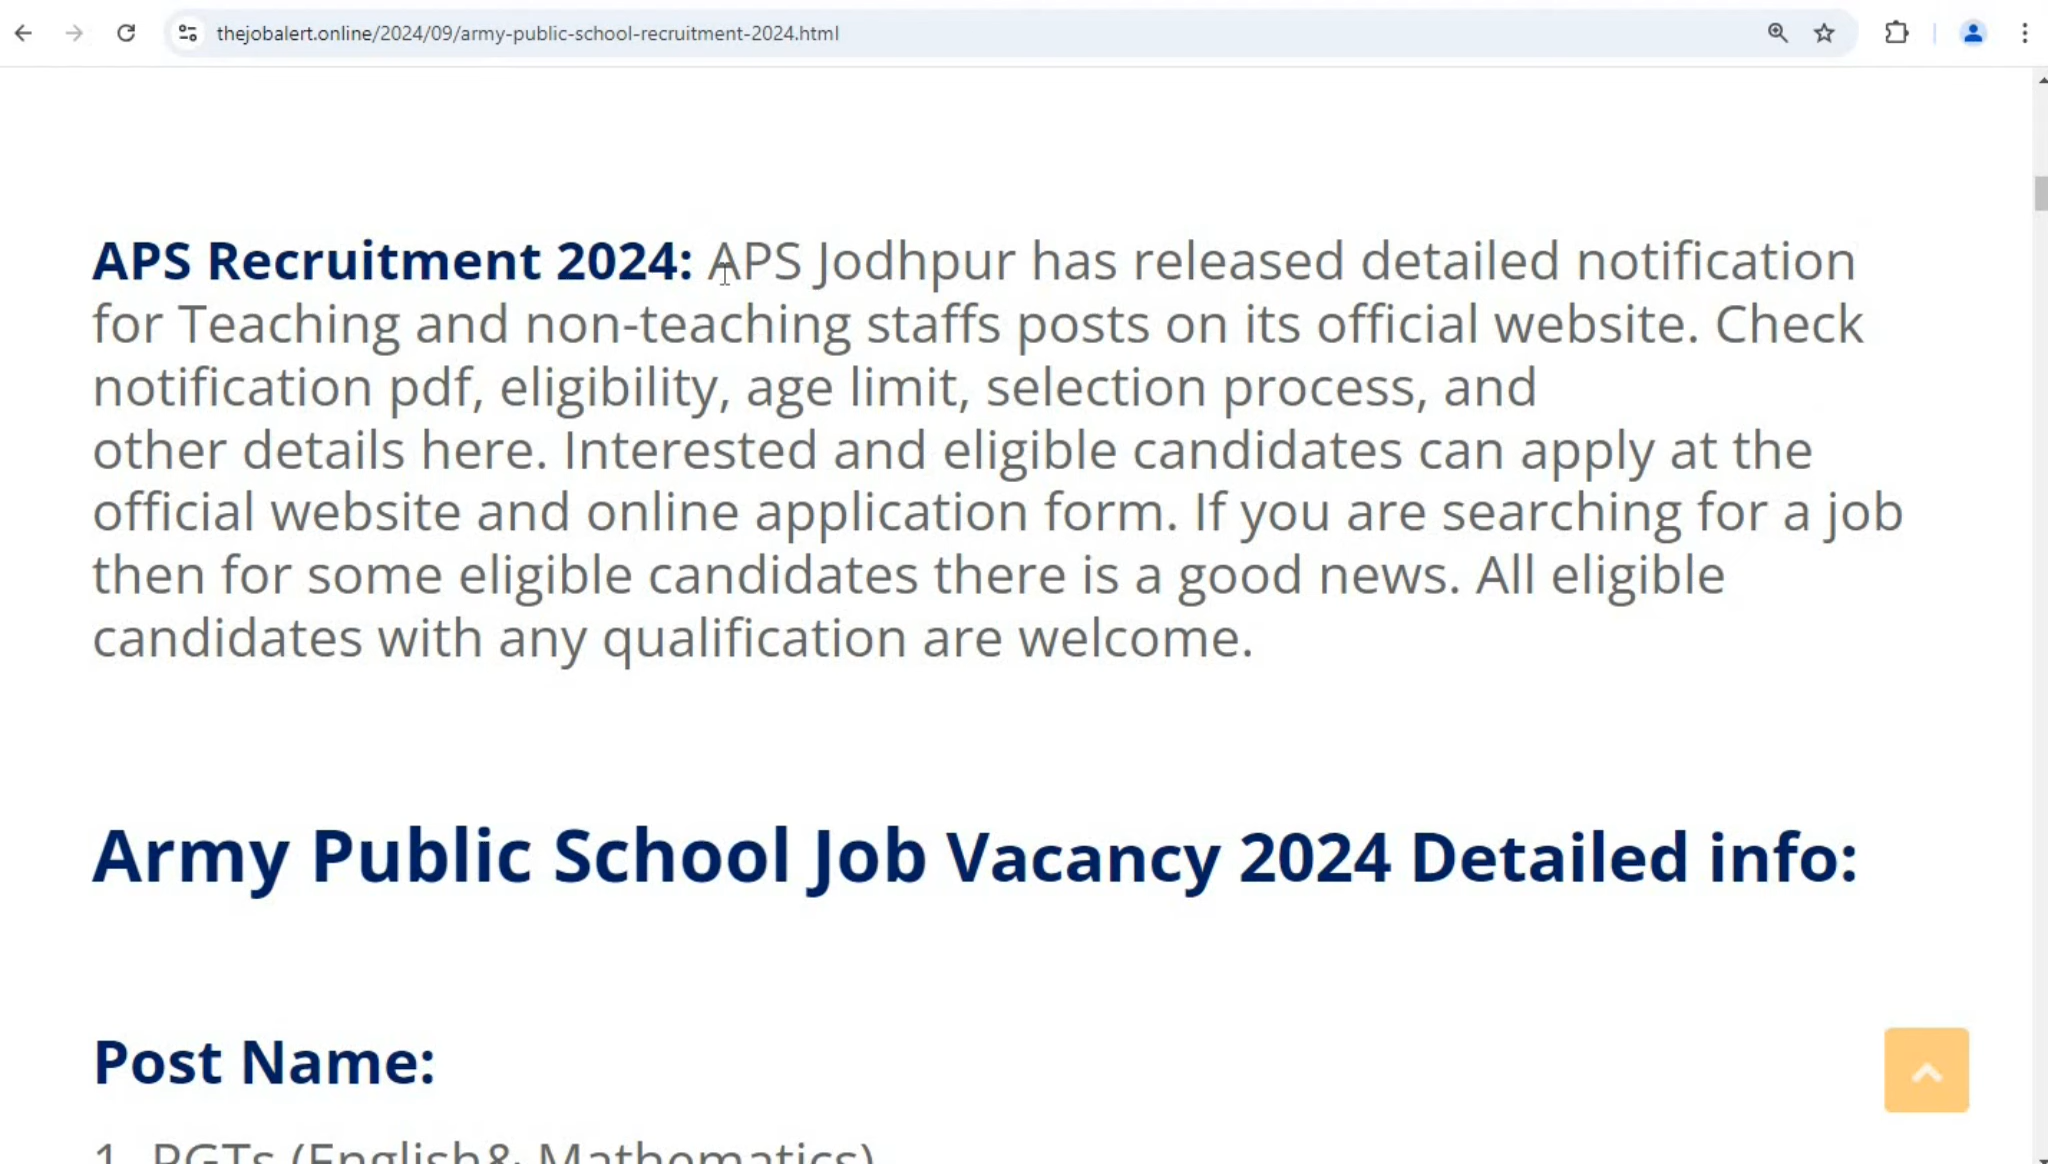 thejobalert.online/2024/09/army-public-school-recruitment-2024.html
APS Recruitment 2024: APS Jodhpur has released detailed notification
for Teaching and non-teaching staffs posts on its official website. Check
notification pdf, eligibility, age limit, selection process, and
other details here. Interested and eligible candidates can apply at the
official website and online application form. If you are searching for a job
then for some eligible candidates there is a good news. All eligible
candidates with any qualification are welcome.
Army Public School Job Vacancy 2024 Detailed info:
Post Name:
1. PGTs (English& Mathematics)